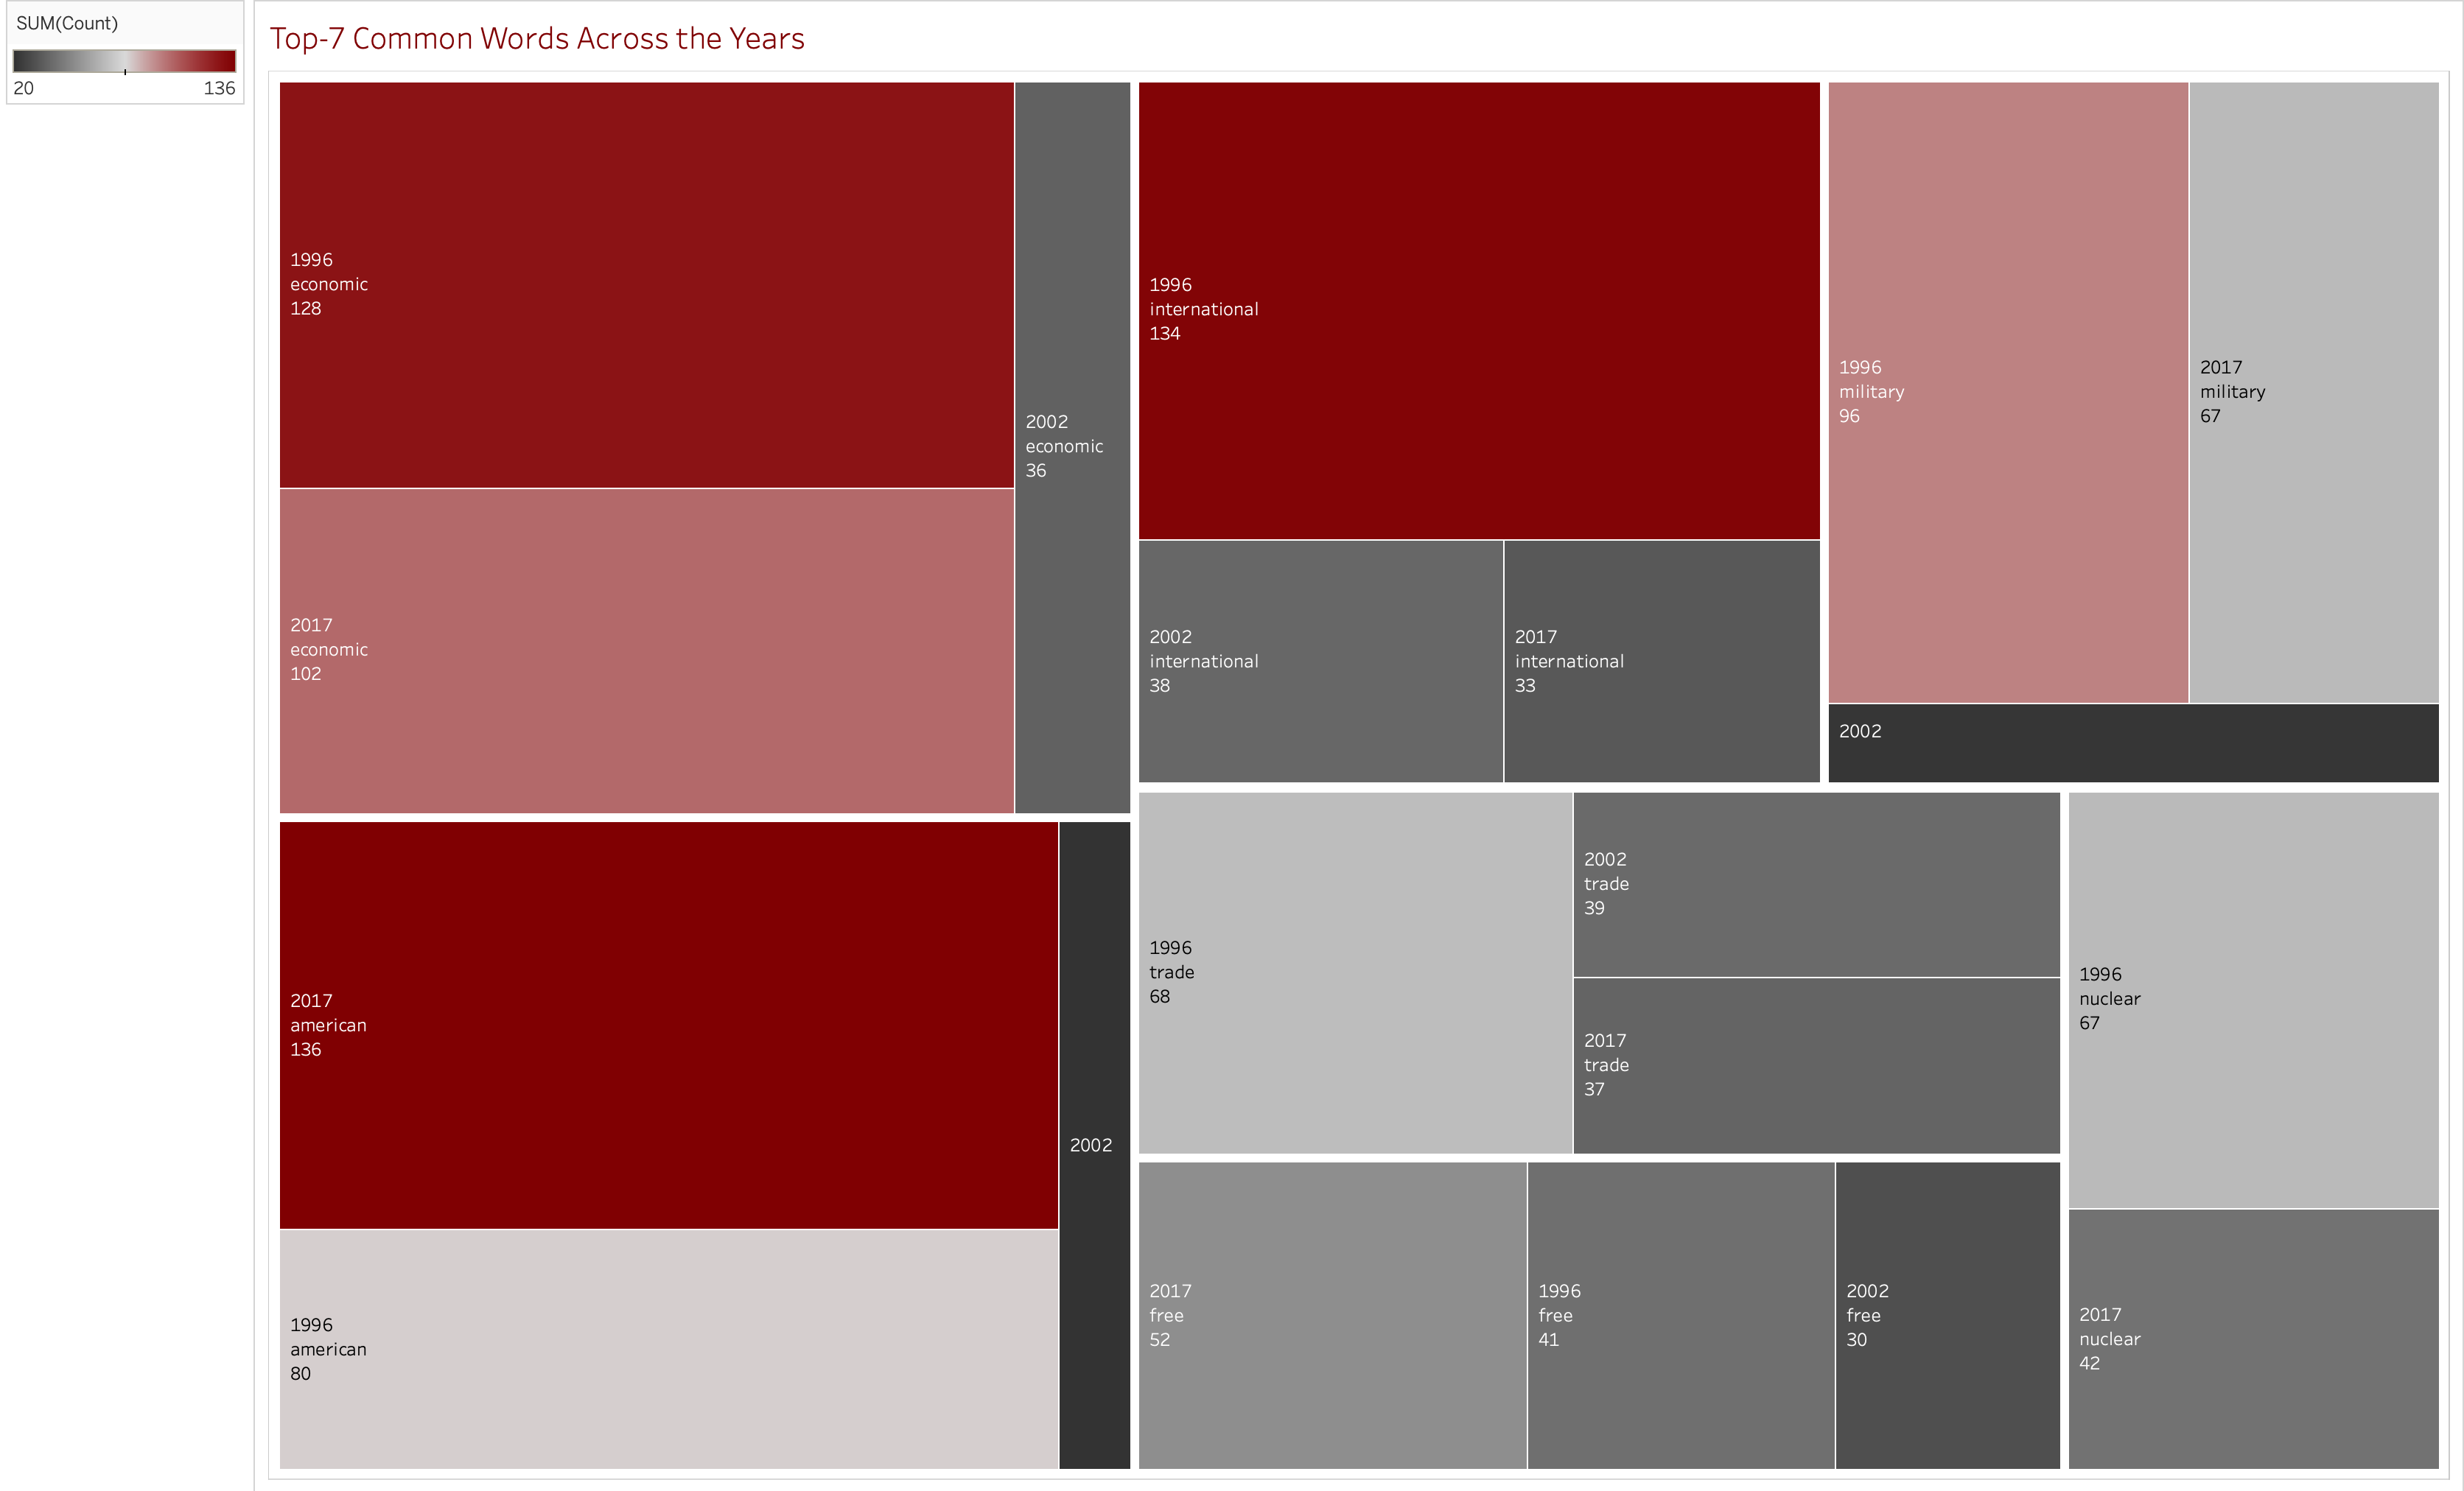 SUM(Count)
20 136
Top-7 Common Words Across the Years
1996
economic
128
2002
economic
36
2017
economic
102
1996
international
134
2002
international
38
2017
international
33
1996
military
96
2017
military
67
2002
2017
american
136
1996
american
80
2002
1996
trade
68
2002
trade
39
2017
trade
37
1996
nuclear
67
2017
nuclear
42
2017
free
52
1996
free
41
2002
free
30